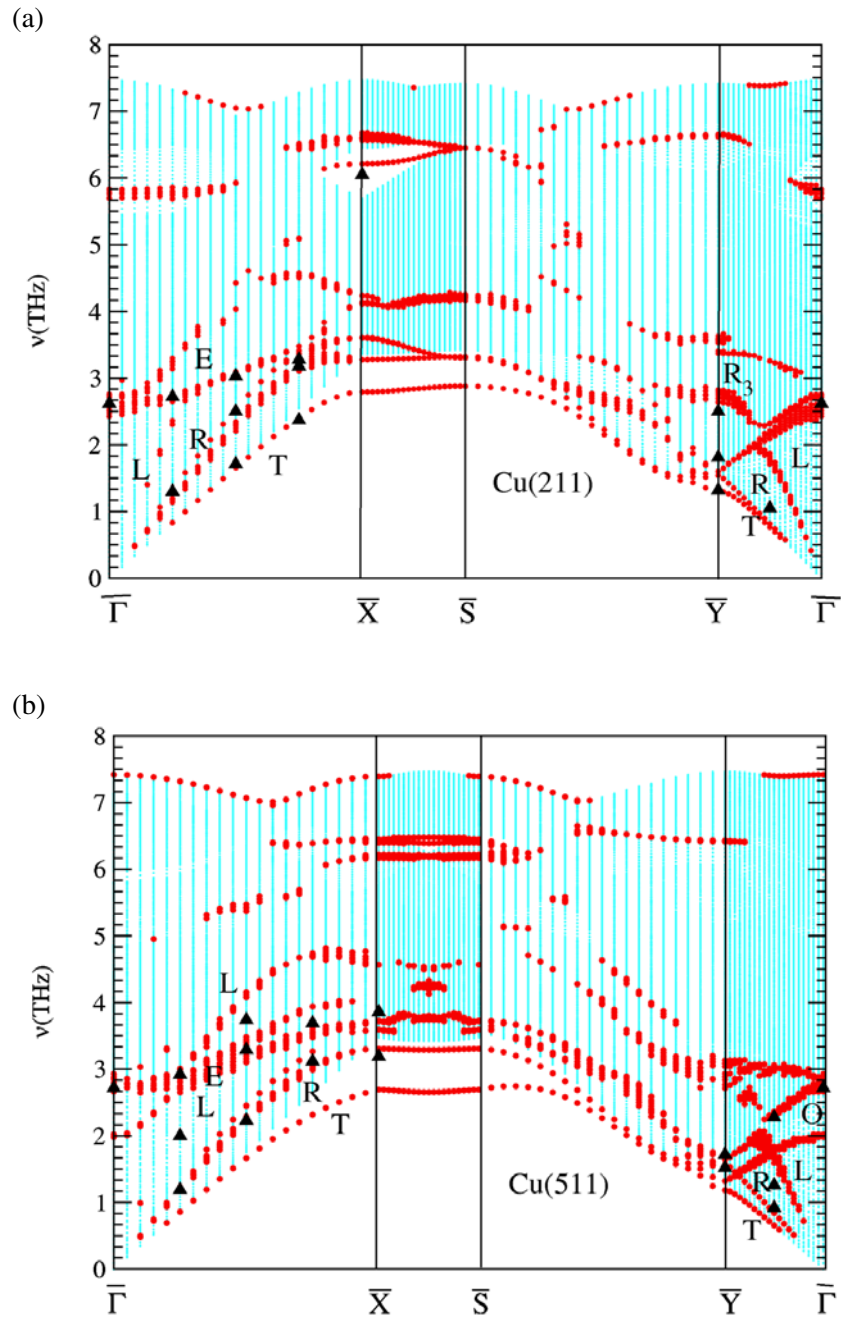 (a)
8
7
6
5
4
3
2
1
0
ν(THz)
E
R
L
T
R₃
L
R
T
Cu(211)
Γ̅ X̅ S̅ Y̅ Γ̅
(b)
8
7
6
5
4
3
2
1
0
ν(THz)
L
E
L
R
T
O
L
R
T
Cu(511)
Γ̅ X̅ S̅ Y̅ Γ̅